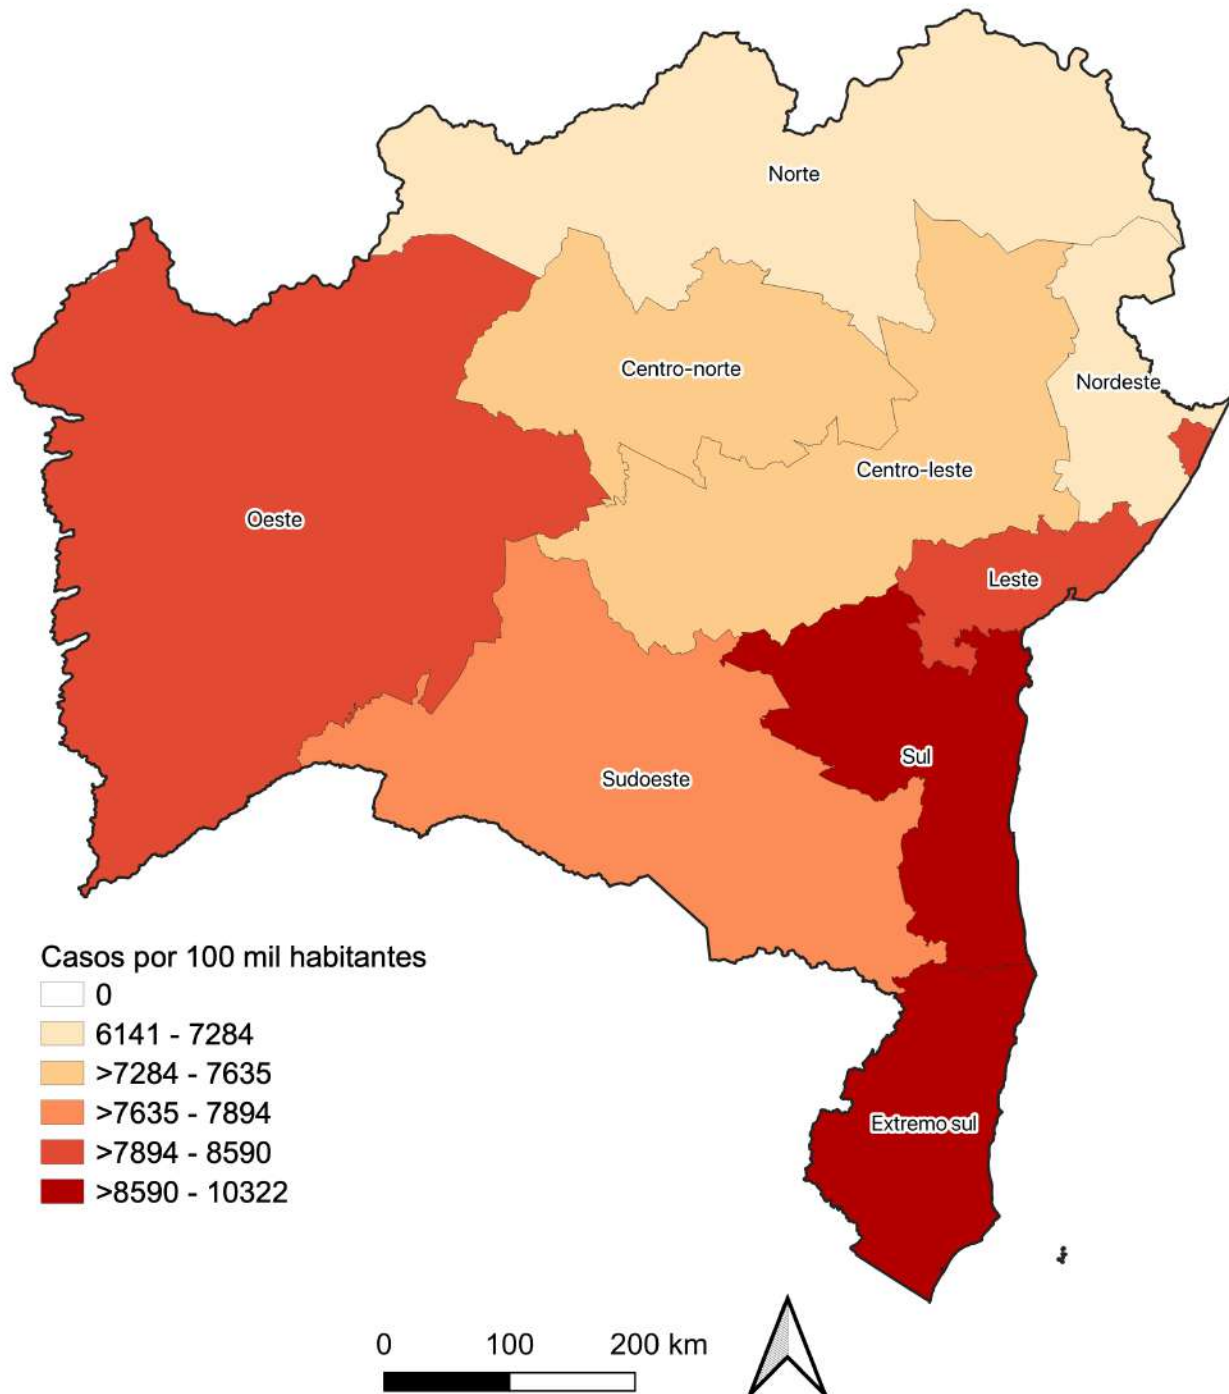 Norte
Centro-norte
Nordeste
Centro-leste
Oeste
Leste
Sul
Sudoeste
Extremo sul
Casos por 100 mil habitantes
0
6141 - 7284
>7284 - 7635
>7635 - 7894
>7894 - 8590
>8590 - 10322
0 100 200 km